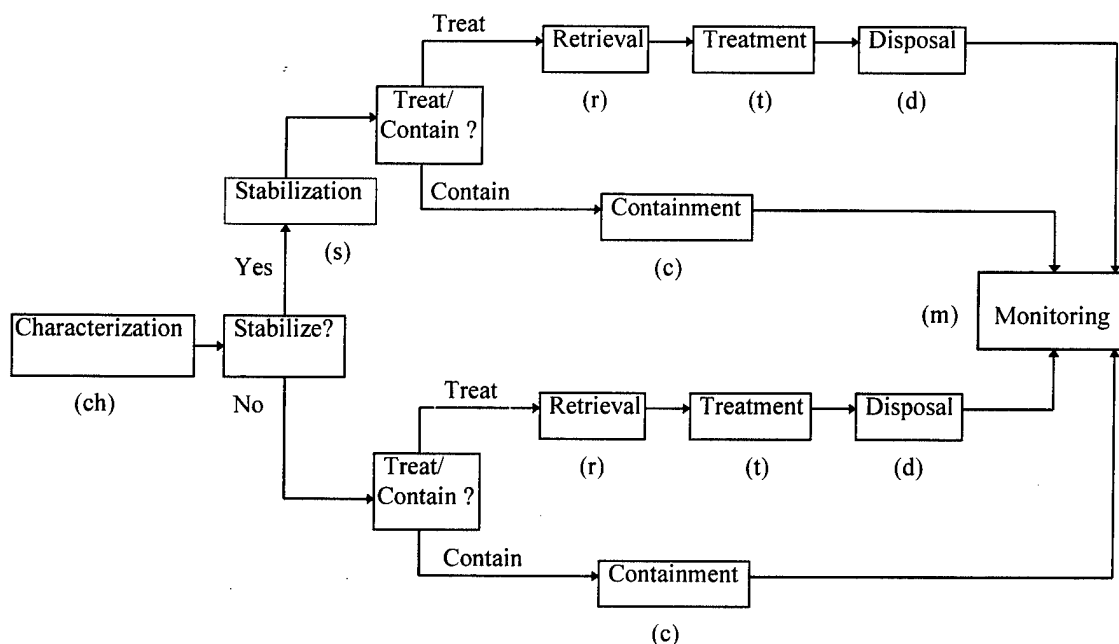 Treat
Retrieval
Treatment
Disposal
(r)
(t)
(d)
Treat/
Contain ?
Contain
Containment
(c)
Stabilization
(s)
Yes
Characterization
(ch)
Stabilize?
No
(m)
Monitoring
Treat
Retrieval
Treatment
Disposal
(r)
(t)
(d)
Treat/
Contain ?
Contain
Containment
(c)